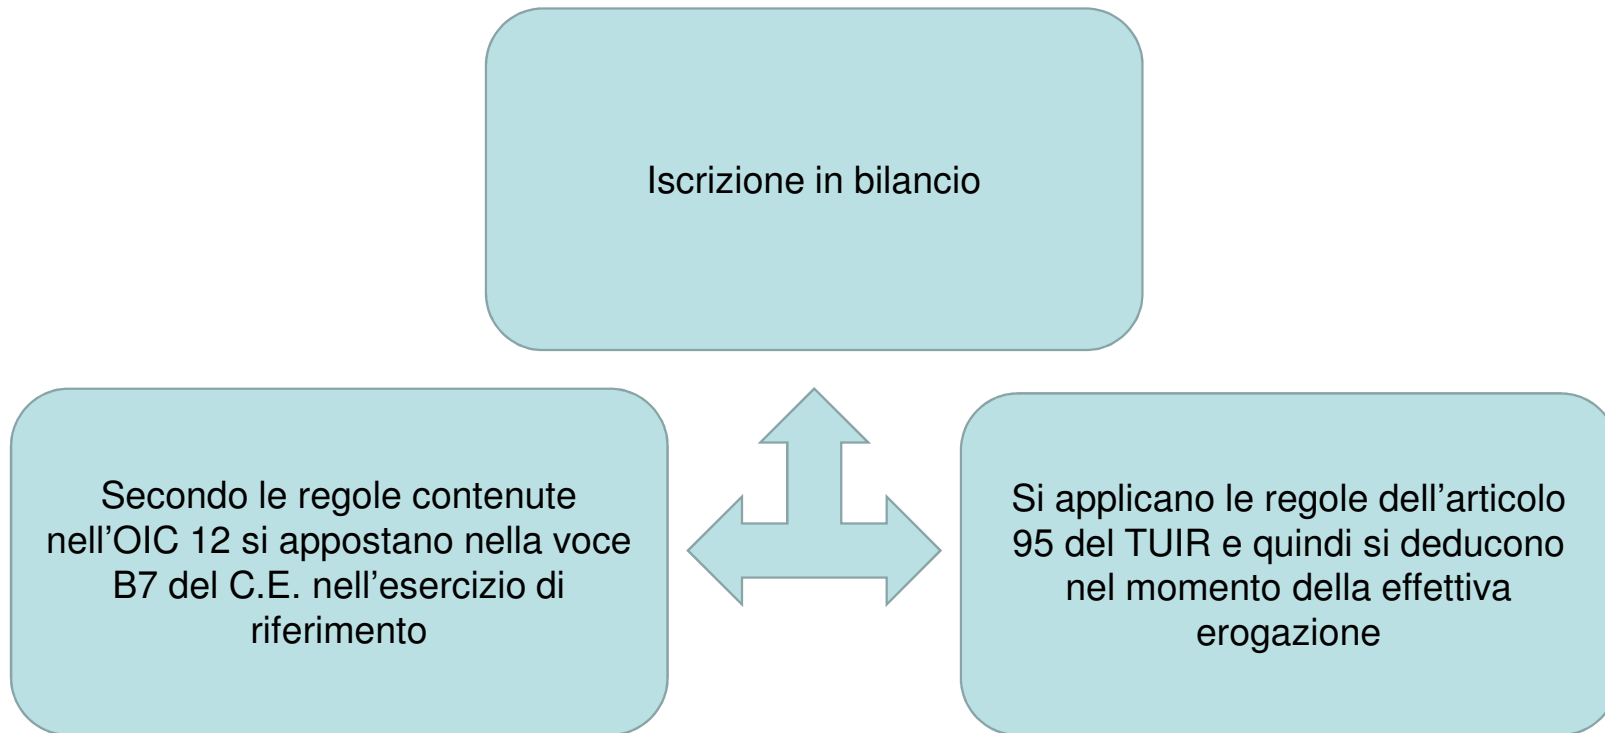 Iscrizione in bilancio
Secondo le regole contenute
nell’OIC 12 si appostano nella voce
B7 del C.E. nell’esercizio di
riferimento
Si applicano le regole dell’articolo
95 del TUIR e quindi si deducono
nel momento della effettiva
erogazione